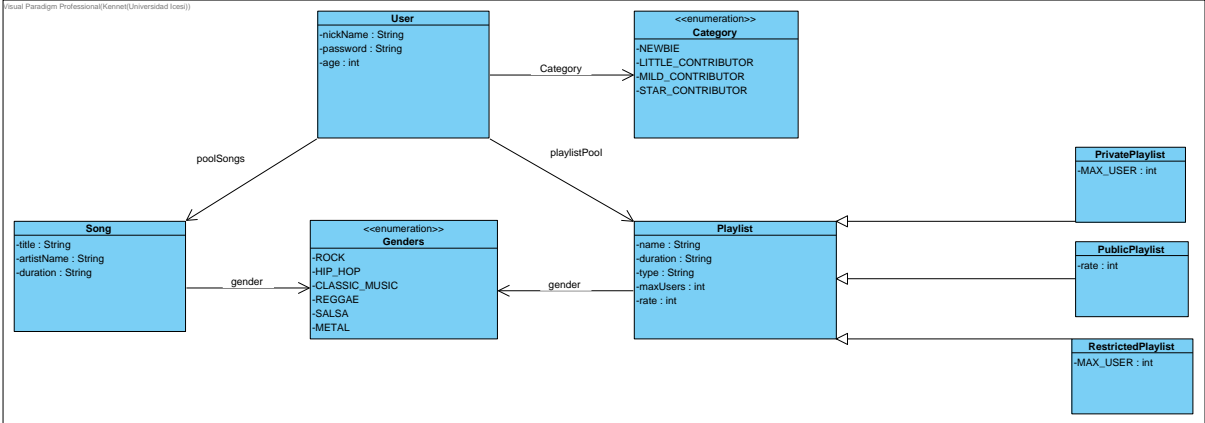 Visual Paradigm Professional(Kennet(Universidad Icesi))
User
-nickName : String
-password : String
-age : int
<<enumeration>>
Category
-NEWBIE
-LITTLE_CONTRIBUTOR
-MILD_CONTRIBUTOR
-STAR_CONTRIBUTOR
Category
poolSongs
playlistPool
PrivatePlaylist
-MAX_USER : int
Song
-title : String
-artistName : String
-duration : String
gender
<<enumeration>>
Genders
-ROCK
-HIP_HOP
-CLASSIC_MUSIC
-REGGAE
-SALSA
-METAL
gender
Playlist
-name : String
-duration : String
-type : String
-maxUsers : int
-rate : int
PublicPlaylist
-rate : int
RestrictedPlaylist
-MAX_USER : int